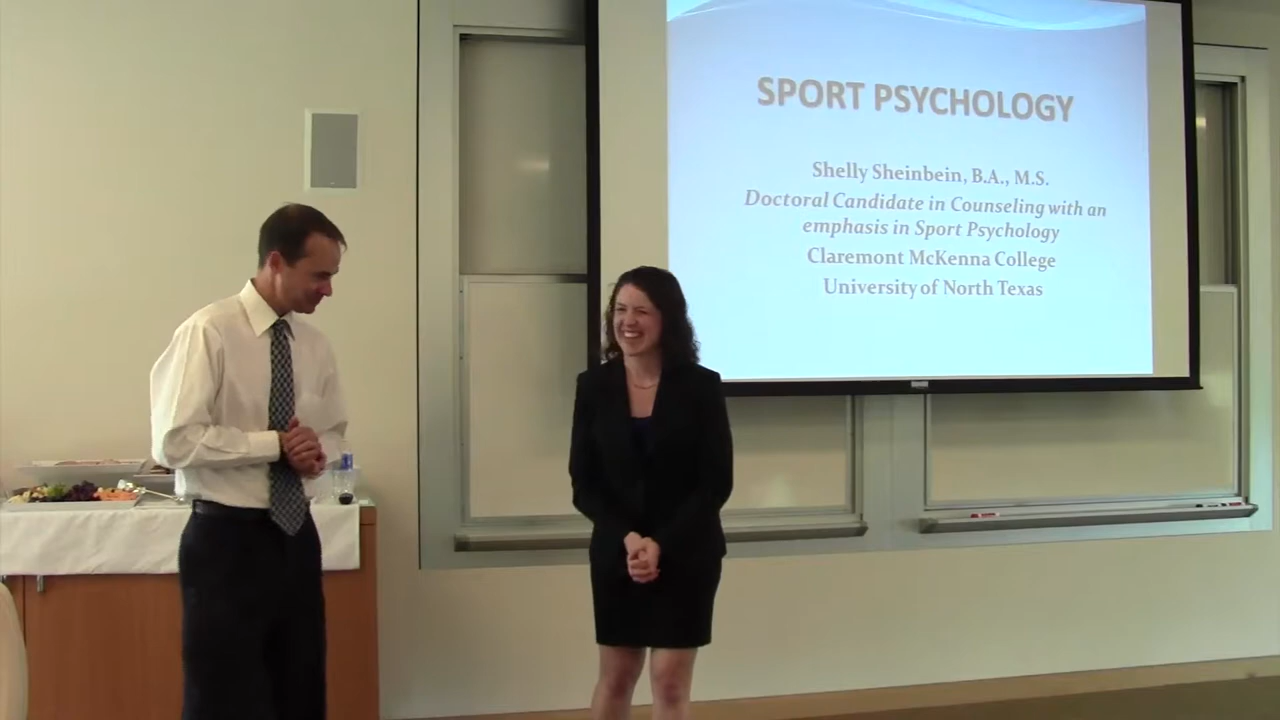 SPORT PSYCHOLOGY
Shelly Sheinbein, B.A., M.S.
Doctoral Candidate in Counseling with an
emphasis in Sport Psychology
Claremont McKenna College
University of North Texas